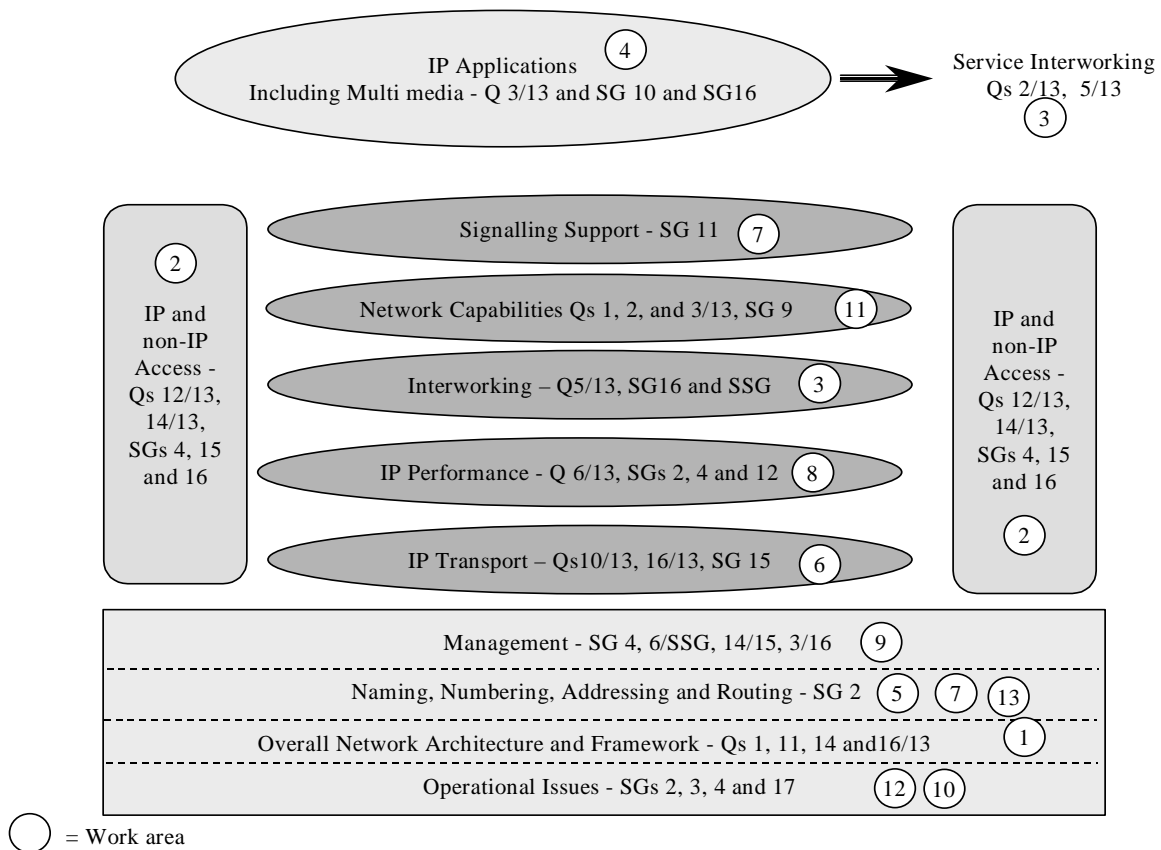 4
IP Applications
Including Multi media - Q 3/13 and SG 10 and SG16
Service Interworking
Qs 2/13, 5/13
3
2
IP and
non-IP
Access -
Qs 12/13,
14/13,
SGs 4, 15
and 16
Signalling Support - SG 11 7
Network Capabilities Qs 1, 2, and 3/13, SG 9 11
Interworking – Q5/13, SG16 and SSG 3
IP Performance - Q 6/13, SGs 2, 4 and 12 8
IP Transport – Qs10/13, 16/13, SG 15 6
IP and
non-IP
Access -
Qs 12/13,
14/13,
SGs 4, 15
and 16
2
Management - SG 4, 6/SSG, 14/15, 3/16 9
Naming, Numbering, Addressing and Routing - SG 2 5 7 13
Overall Network Architecture and Framework - Qs 1, 11, 14 and16/13 1
Operational Issues - SGs 2, 3, 4 and 17 12 10
= Work area